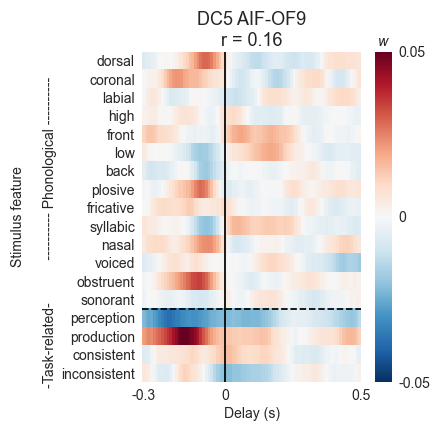 DC5 AIF-OF9
r = 0.16
w
dorsal
coronal
labial
high
front
low
back
plosive
fricative
syllabic
nasal
voiced
obstruent
sonorant
perception
production
consistent
inconsistent
Stimulus feature
-Task-related-
---------- Phonological ----------
-0.3
0
0.5
Delay (s)
0.05
0
-0.05